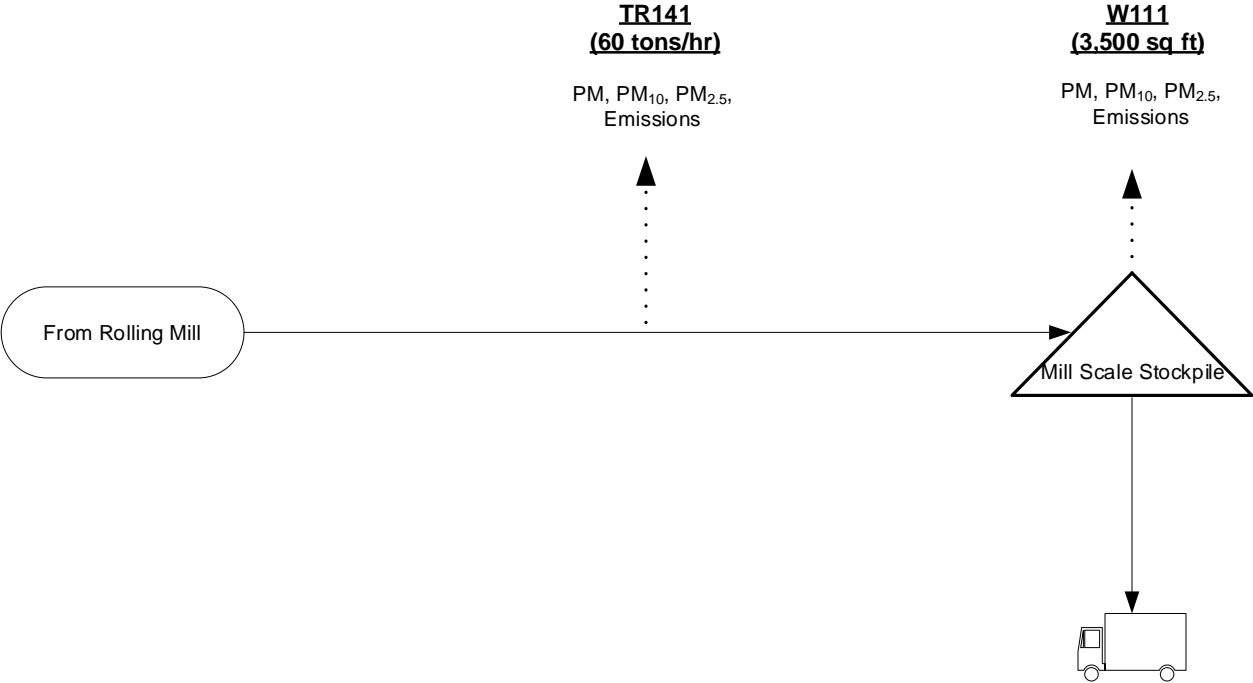 TR141
(60 tons/hr)
PM, PM₁₀, PM₂.₅,
Emissions
W111
(3,500 sq ft)
PM, PM₁₀, PM₂.₅,
Emissions
From Rolling Mill
Mill Scale Stockpile